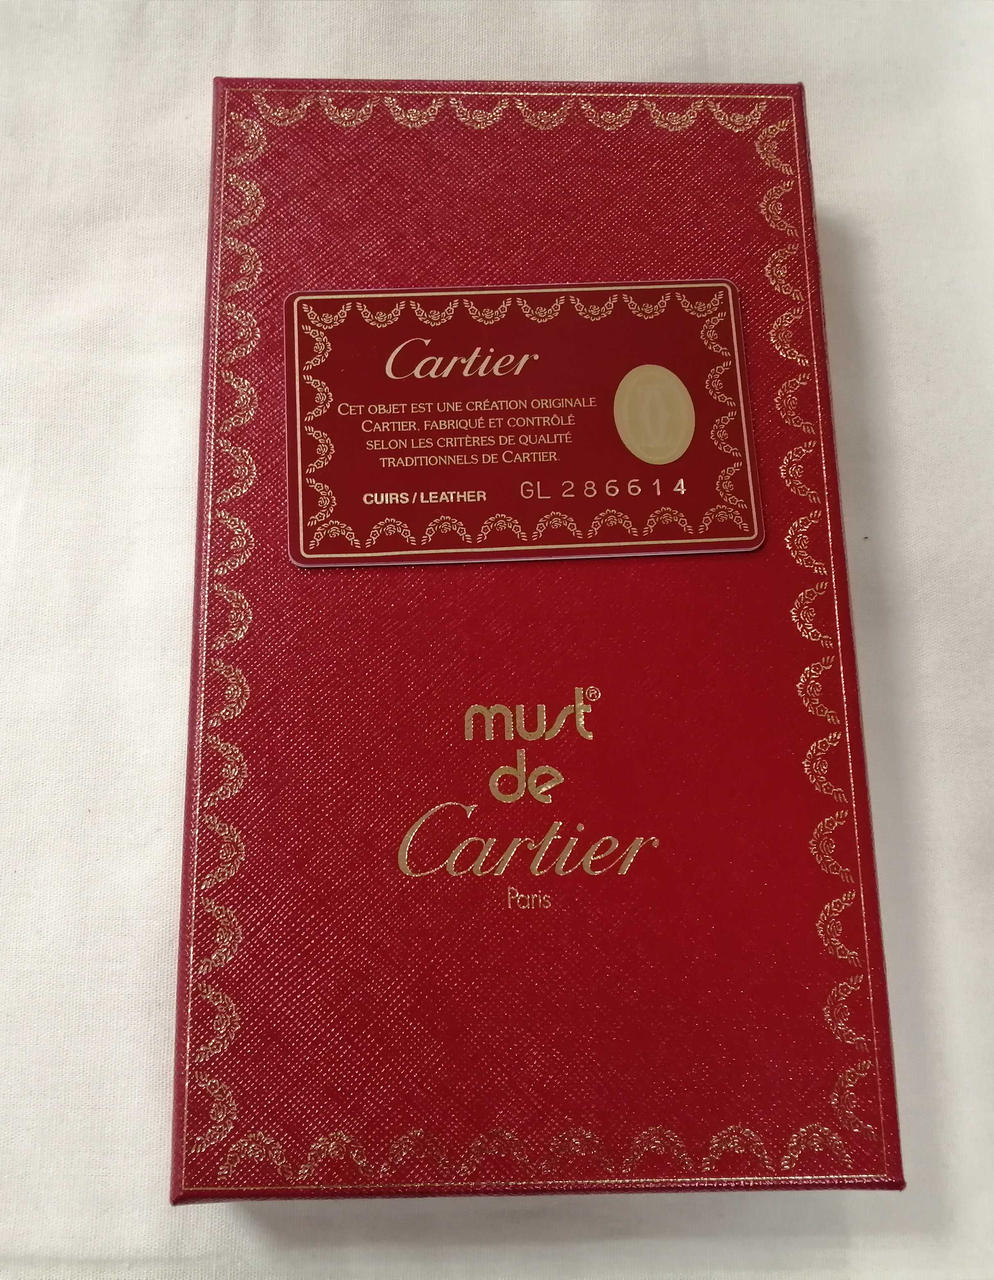 Cartier
CET OBJET EST UNE CRÉATION ORIGINALE
CARTIER, FABRIQUÉ ET CONTRÔLÉ
SELON LES CRITÈRES DE QUALITÉ
TRADITIONNELS DE CARTIER.
CUIRS / LEATHER GL 286614
must®
de
Cartier
Paris